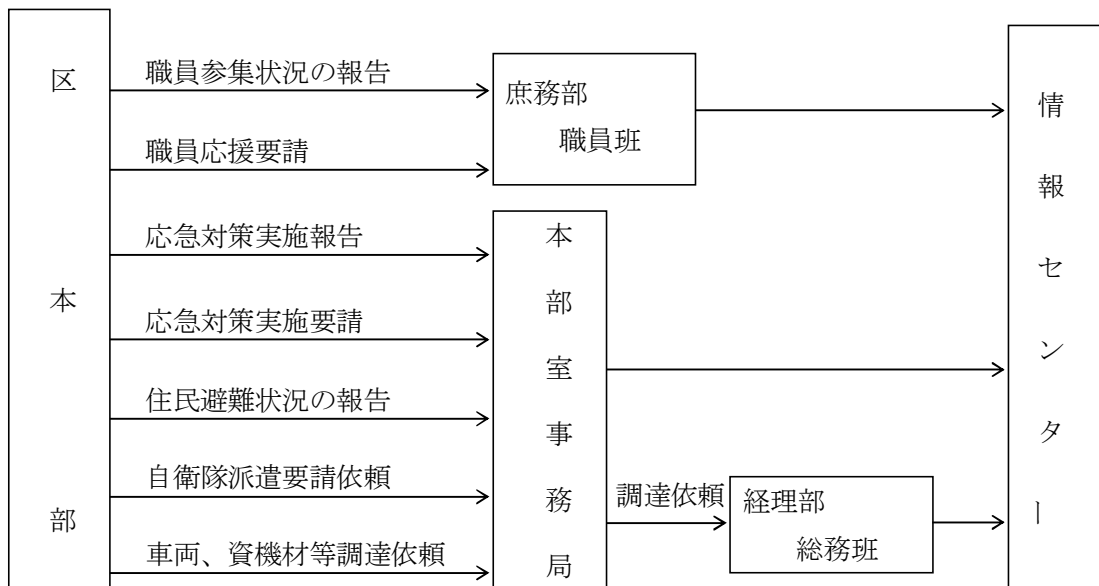 区本部
職員参集状況の報告
職員応援要請
応急対策実施報告
応急対策実施要請
住民避難状況の報告
自衛隊派遣要請依頼
車両、資機材等調達依頼
庶務部
職員班
本部室事務局
調達依頼
経理部
総務班
情報センター